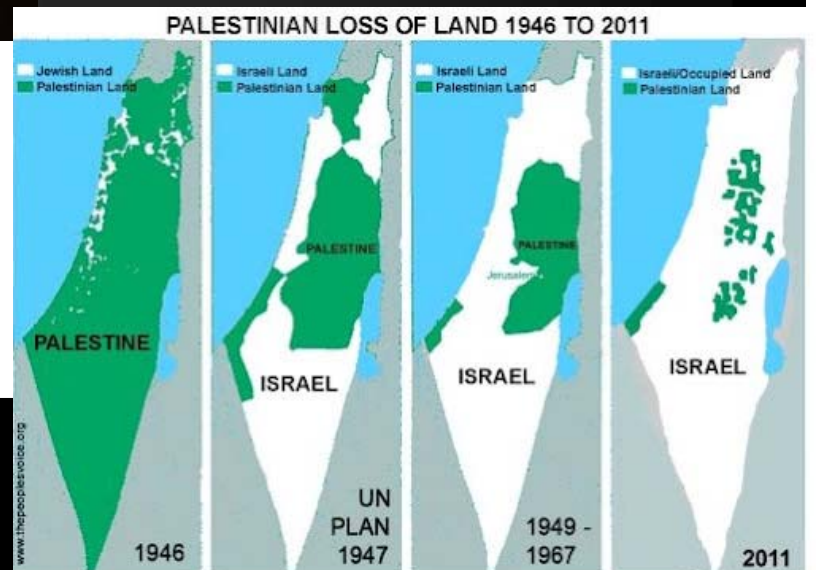 PALESTINIAN LOSS OF LAND 1946 TO 2011
Jewish Land
Palestinian Land
PALESTINE
1946
www.thepeoplesvoice.org
Israeli Land
Palestinian Land
PALESTINE
ISRAEL
UN
PLAN
1947
Israeli Land
Palestinian Land
PALESTINE
Jerusalem
ISRAEL
1949 -
1967
Israeli/Occupied Land
Palestinian Land
ISRAEL
2011